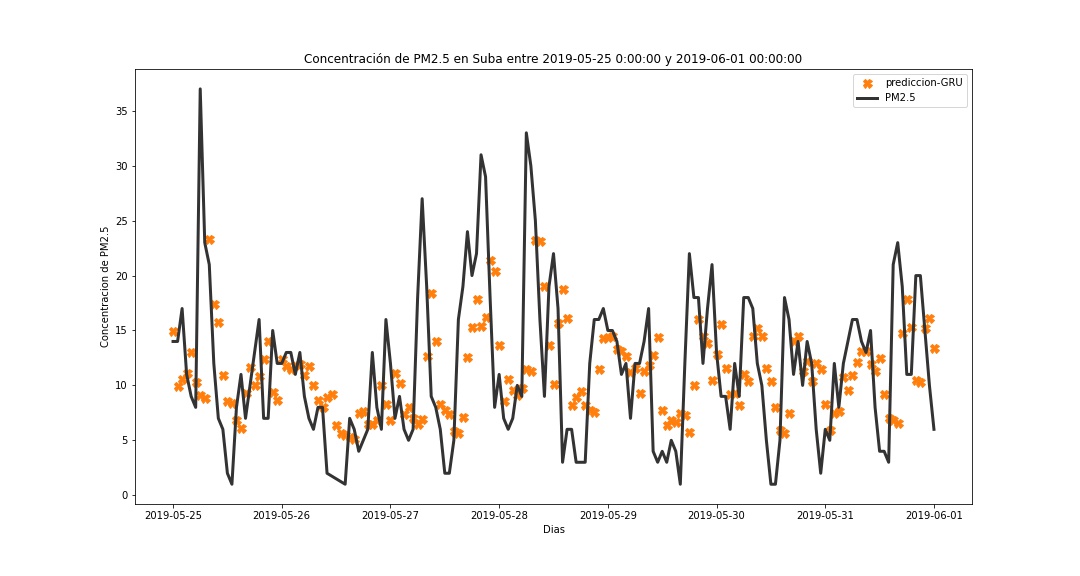 Concentración de PM2.5 en Suba entre 2019-05-25 0:00:00 y 2019-06-01 00:00:00
prediccion-GRU
PM2.5
Concentracion de PM2.5
35
30
25
20
15
10
5
0
2019-05-25 2019-05-26 2019-05-27 2019-05-28 2019-05-29 2019-05-30 2019-05-31 2019-06-01
Dias